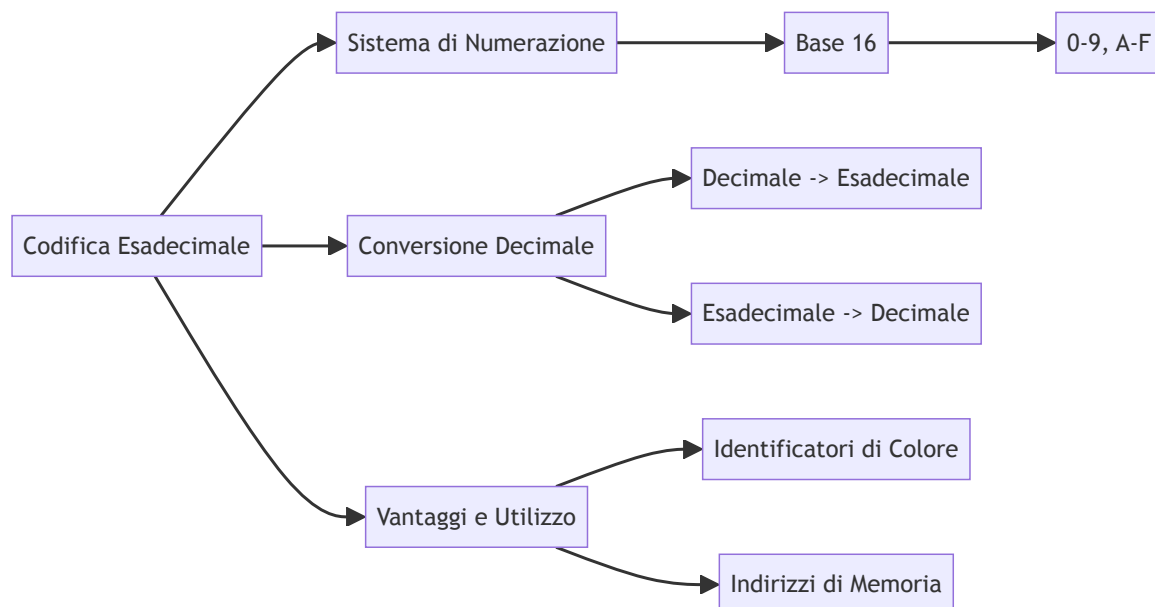 Sistema di Numerazione
Base 16
0-9, A-F
Decimale -> Esadecimale
Codifica Esadecimale
Conversione Decimale
Esadecimale -> Decimale
Identificatori di Colore
Vantaggi e Utilizzo
Indirizzi di Memoria